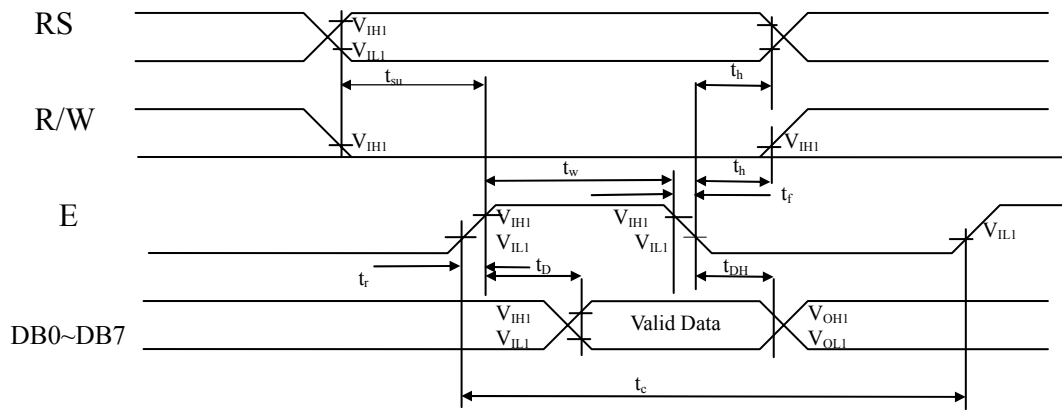 RS
V_IH1
V_IL1
t_su
t_h
R/W
V_IH1
V_IH1
t_w
t_h
t_f
E
V_IH1
V_IH1
V_IL1
V_IL1
V_IL1
t_r
t_D
t_DH
DB0~DB7
V_IH1
Valid Data
V_OH1
V_IL1
V_OL1
t_c